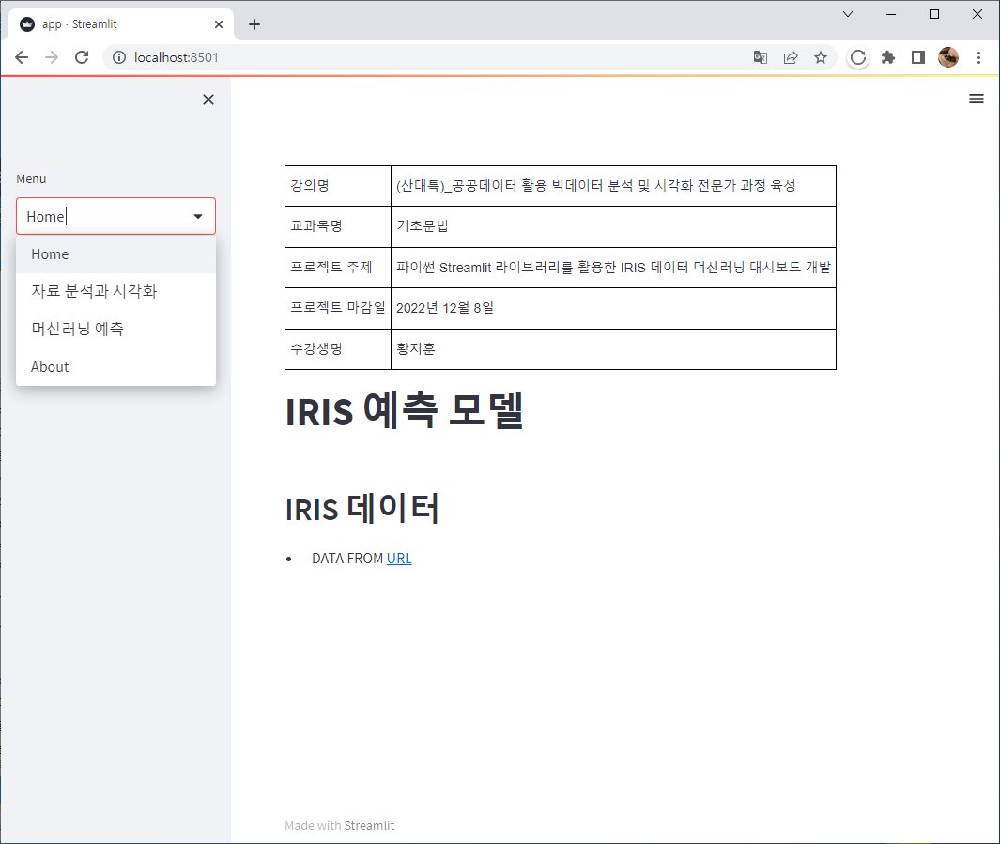 app · Streamlit
localhost:8501
Menu
Home
Home
자료 분석과 시각화
머신러닝 예측
About
강의명 (산대특)_공공데이터 활용 빅데이터 분석 및 시각화 전문가 과정 육성
교과목명 기초문법
프로젝트 주제 파이썬 Streamlit 라이브러리를 활용한 IRIS 데이터 머신러닝 대시보드 개발
프로젝트 마감일 2022년 12월 8일
수강생명 황지훈
IRIS 예측 모델
IRIS 데이터
• DATA FROM URL
Made with Streamlit